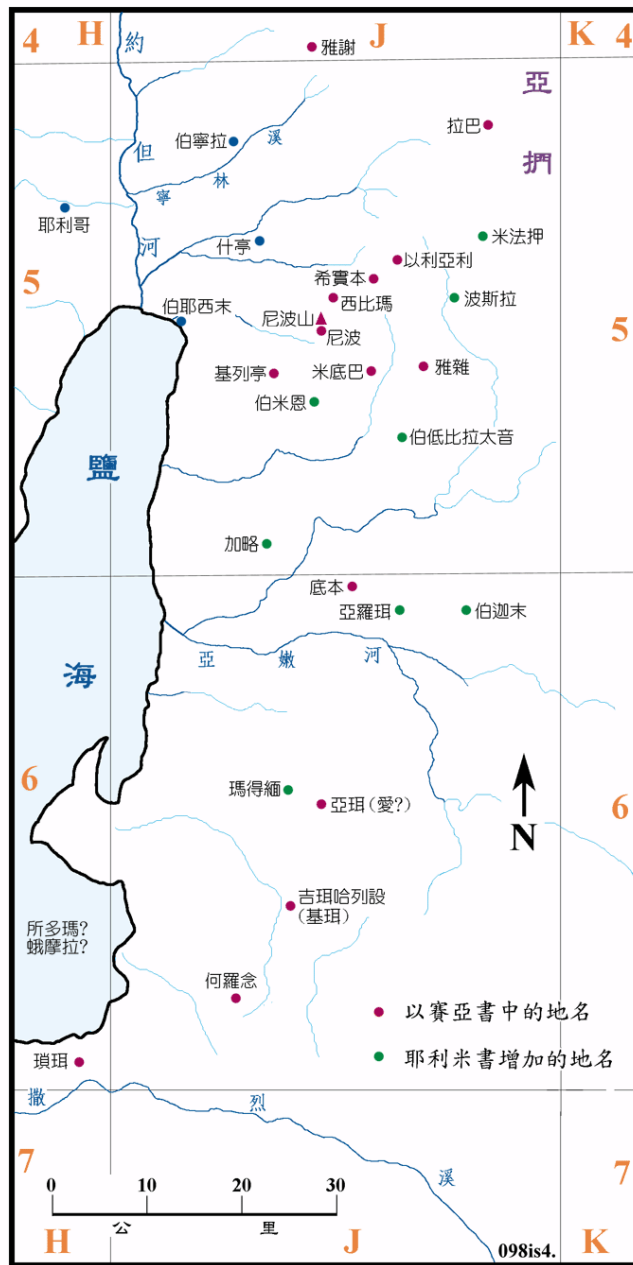 H
J
K
4
4
約
但
河
雅謝
亞
捫
拉巴
伯寧拉
寧 林 溪
耶利哥
什亭
米法押
以利亞利
希實本
5
5
西比瑪
波斯拉
伯耶西末
尼波山
尼波
基列亭
米底巴
雅雜
伯米恩
伯低比拉太音
鹽
海
加略
底本
亞羅珥
伯迦末
亞 嫩 河
6
6
瑪得緬
亞珥(愛?)
N
吉珥哈列設
(基珥)
所多瑪?
蛾摩拉?
何羅念
以賽亞書中的地名
耶利米書增加的地名
瑣珥
撒 烈 溪
7
7
0 10 20 30
公 里
H
J
K
098is4.